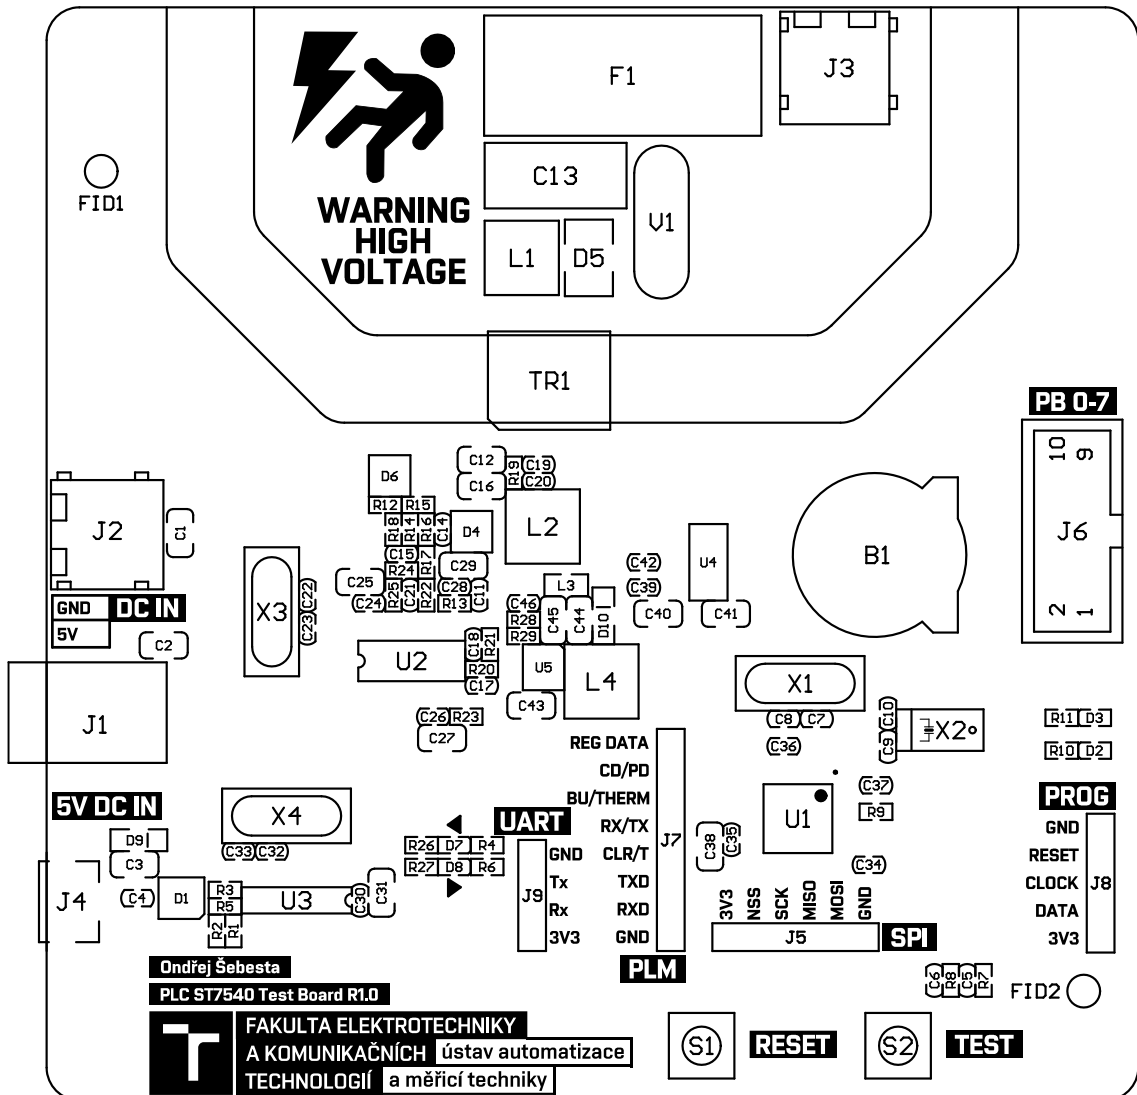 F1
J3
C13
FID1
WARNING
HIGH
VOLTAGE
V1
L1
D5
TR1
PB 0-7
C12
C16
R19
C19
C20
10
9
D6
R12
R15
J2
C1
R18
R14
R16
C14
D4
L2
J6
C15
R17
R24
C29
C42
U4
B1
X3
C22
C25
C28
C11
L3
C39
C24
R25
C21
R22
R13
C46
C40
C41
2
1
GND
DC IN
5V
C23
R28
R29
C45
C44
D10
C2
U2
C18
R21
R20
C17
U5
L4
X1
C43
J1
C26
R23
C27
C8
C7
C10
C9
X2
R11
D3
C36
R10
D2
REG DATA
CD/PD
BU/THERM
RX/TX
CLR/T
TXD
RXD
GND
J7
PLM
C37
R9
U1
5V DC IN
X4
UART
PROG
D9
C3
C33
C32
R26
D7
R4
R27
D8
R6
C38
C35
C34
GND
Tx
Rx
3V3
J9
GND
RESET
CLOCK
DATA
3V3
J8
J4
C4
D1
R3
R5
U3
C30
C31
R2
R1
3V3
NSS
SCK
MISO
MOSI
GND
J5
SPI
Ondřej Šebesta
PLC ST7540 Test Board R1.0
C6
R8
C5
R7
FID2
FAKULTA ELEKTROTECHNIKY
A KOMUNIKAČNÍCH ústav automatizace
TECHNOLOGIÍ a měřicí techniky
S1
RESET
S2
TEST